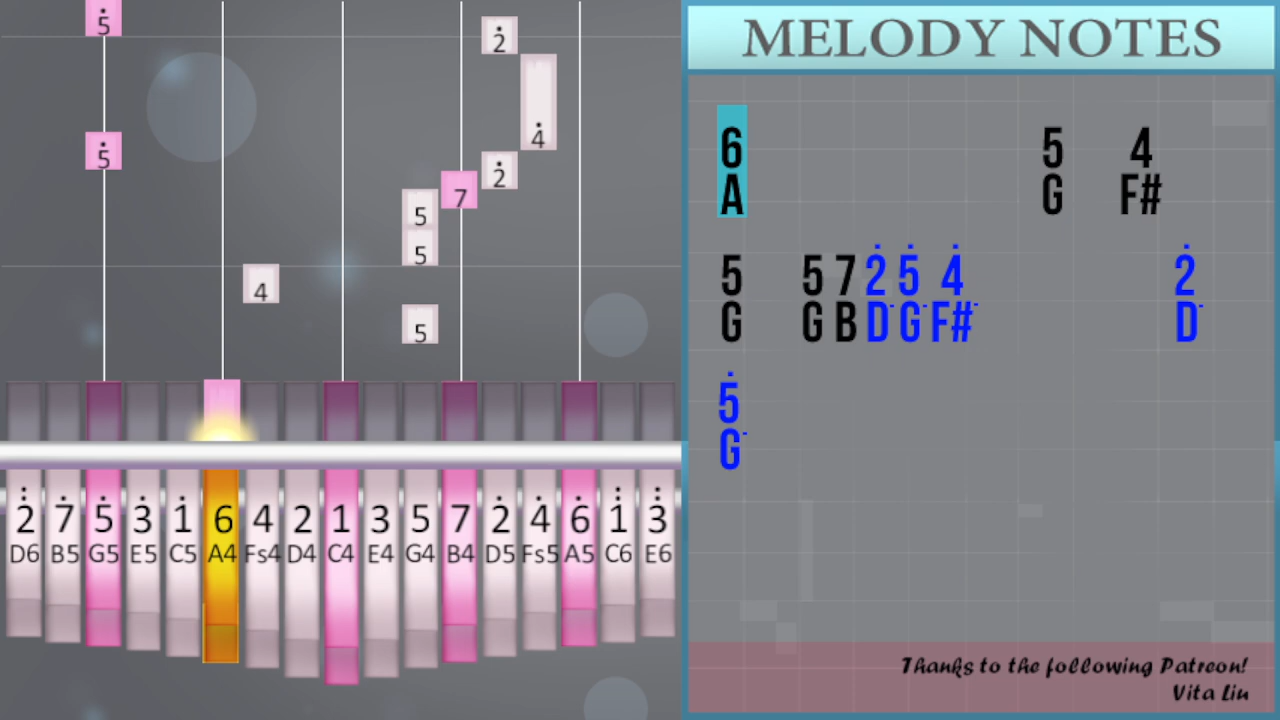 MELODY NOTES
5
2
5
4
2
7
5
5
4
5
6 5 4
A G F#
5 5 7 2 5 4 2
G G B D- G- F#- D-
5
G-
2 7 5 3 1 6 4 2 1 3 5 7 2 4 6 1 3
D6 B5 G5 E5 C5 A4 Fs4 D4 C4 E4 G4 B4 D5 Fs5 A5 C6 E6
Thanks to the following Patreon!
Vita Liu